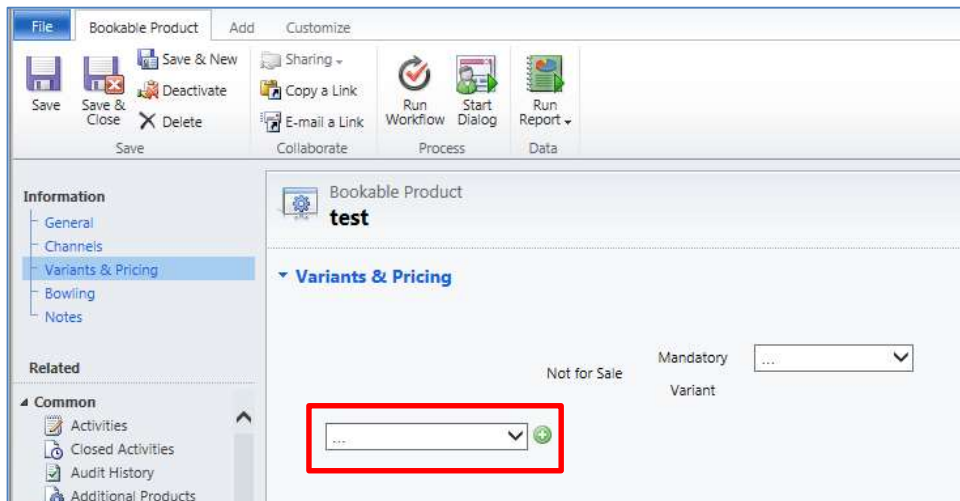 File Bookable Product Add Customize
Save
Save & Close
Save & New
Deactivate
Delete
Sharing
Copy a Link
E-mail a Link
Run Workflow
Start Dialog
Run Report
Save Collaborate Process Data
Information
General
Channels
Variants & Pricing
Bowling
Notes
Related
Common
Activities
Closed Activities
Audit History
Additional Products
Bookable Product
test
Variants & Pricing
Not for Sale
Mandatory
Variant
...
...